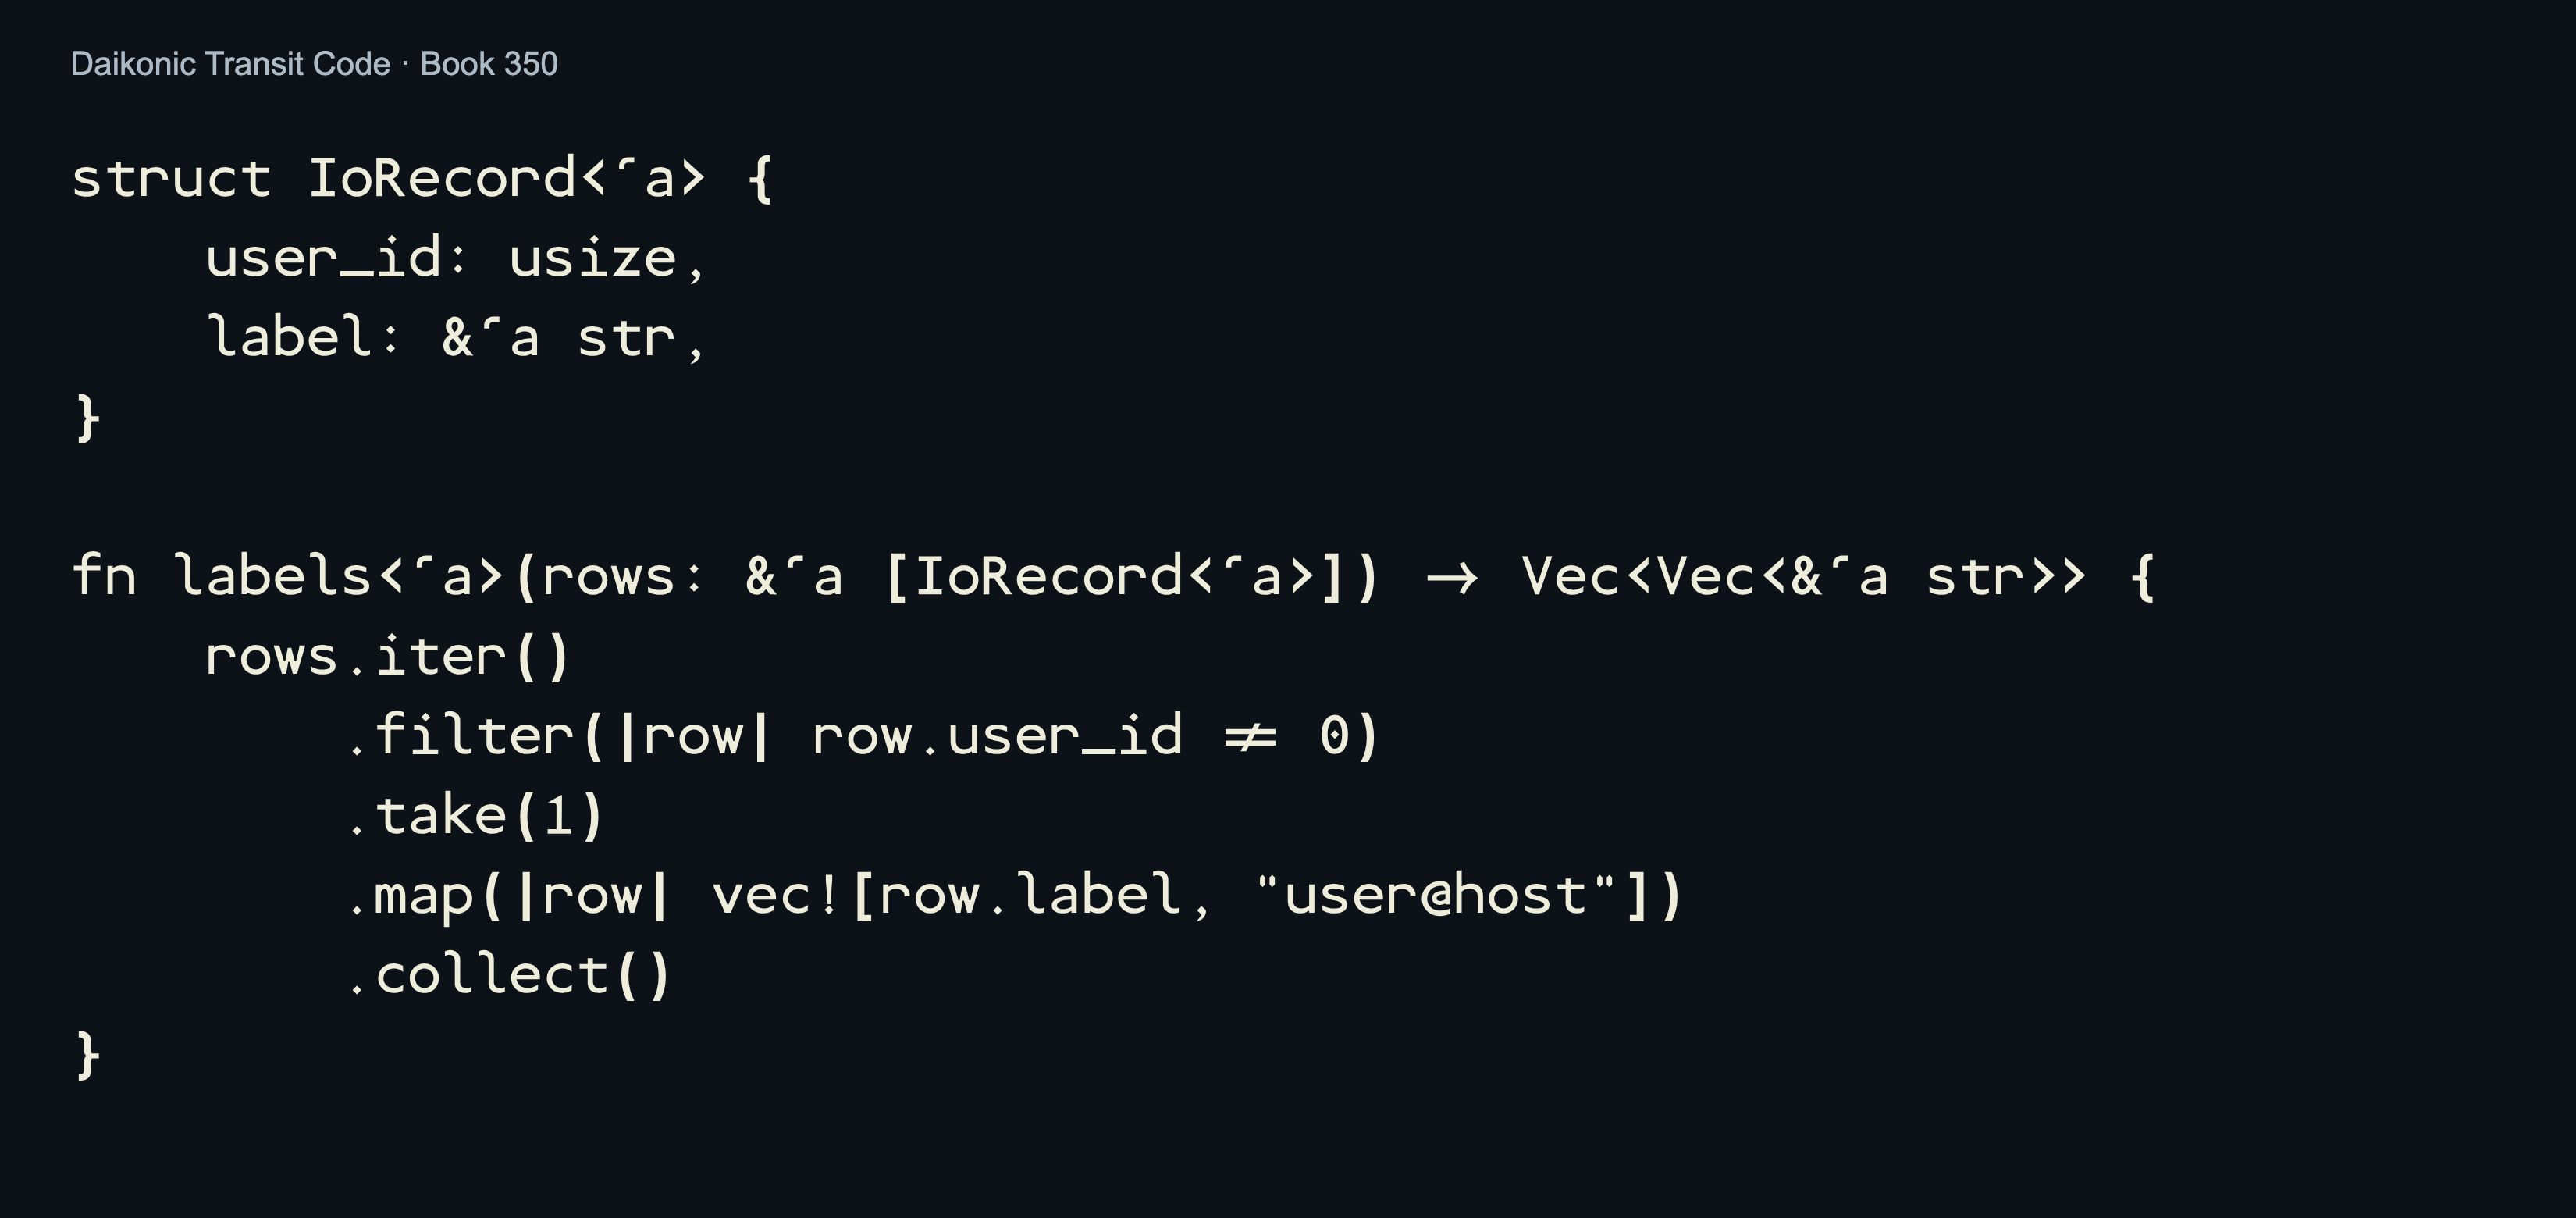 Daikonic Transit Code · Book 350
struct IoRecord<'a> {
    user_id: usize,
    label: &'a str,
}

fn labels<'a>(rows: &'a [IoRecord<'a>]) -> Vec<Vec<&'a str>> {
    rows.iter()
        .filter(|row| row.user_id != 0)
        .take(1)
        .map(|row| vec![row.label, "user@host"])
        .collect()
}